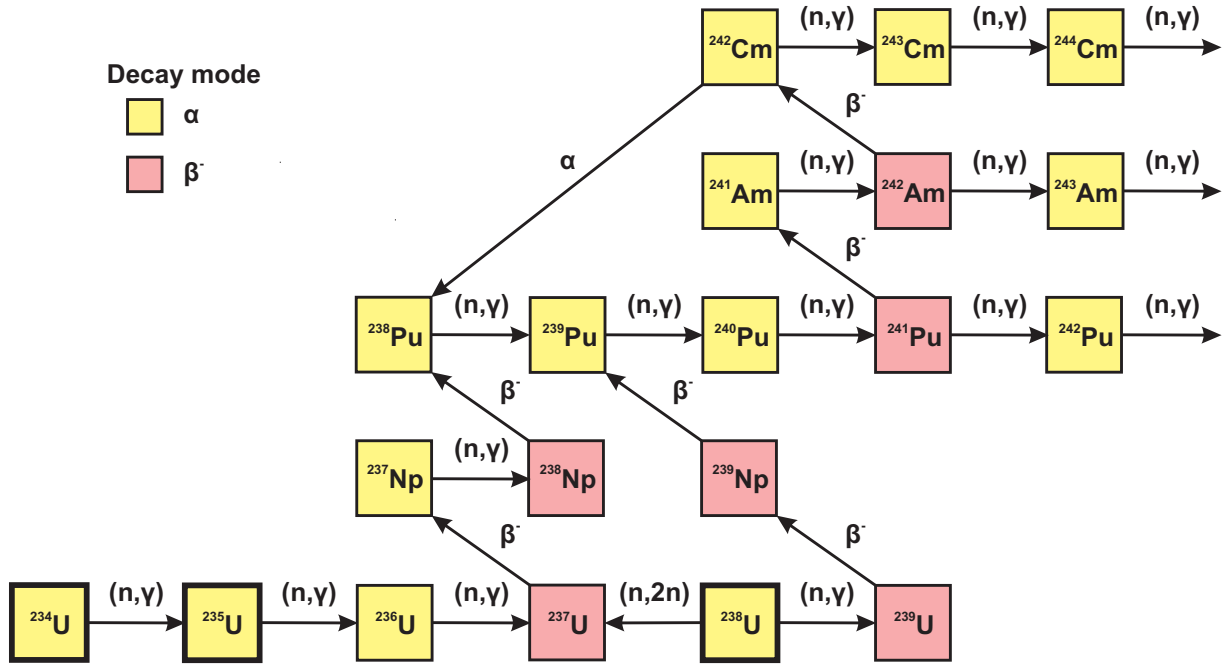 (n,γ) (n,γ) (n,γ)
²⁴²Cm ²⁴³Cm ²⁴⁴Cm
Decay mode
α
β⁻
β⁻
α
(n,γ) (n,γ) (n,γ)
²⁴¹Am ²⁴²Am ²⁴³Am
β⁻
(n,γ) (n,γ) (n,γ) (n,γ) (n,γ)
²³⁸Pu ²³⁹Pu ²⁴⁰Pu ²⁴¹Pu ²⁴²Pu
β⁻ β⁻
(n,γ)
²³⁷Np ²³⁸Np ²³⁹Np
β⁻ β⁻
(n,γ) (n,γ) (n,γ) (n,2n) (n,γ)
²³⁴U ²³⁵U ²³⁶U ²³⁷U ²³⁸U ²³⁹U